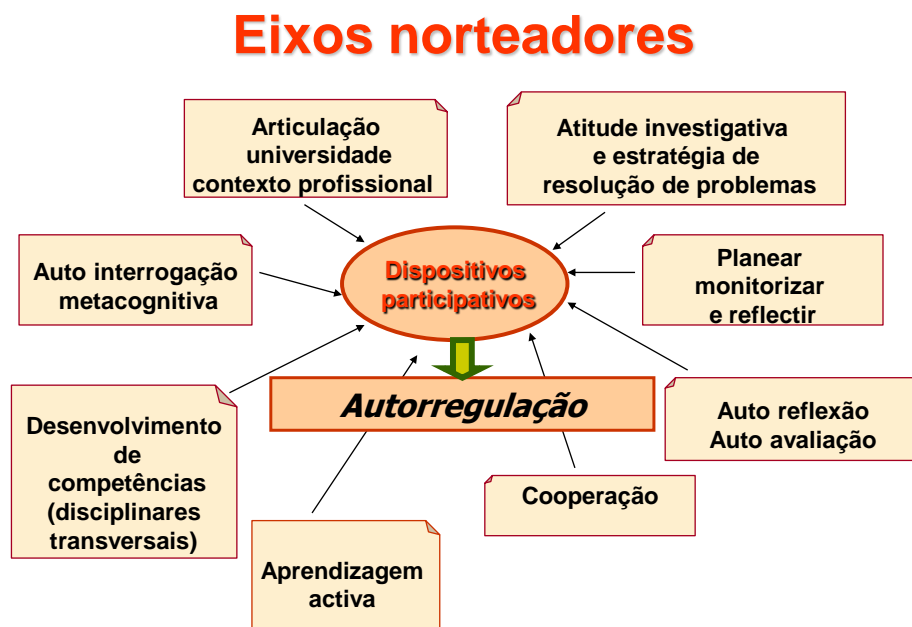 Eixos norteadores
Articulação
universidade
contexto profissional
Atitude investigativa
e estratégia de
resolução de problemas
Auto interrogação
metacognitiva
Dispositivos
participativos
Planear
monitorizar
e reflectir
Autorregulação
Desenvolvimento
de
competências
(disciplinares
transversais)
Auto reflexão
Auto avaliação
Cooperação
Aprendizagem
activa